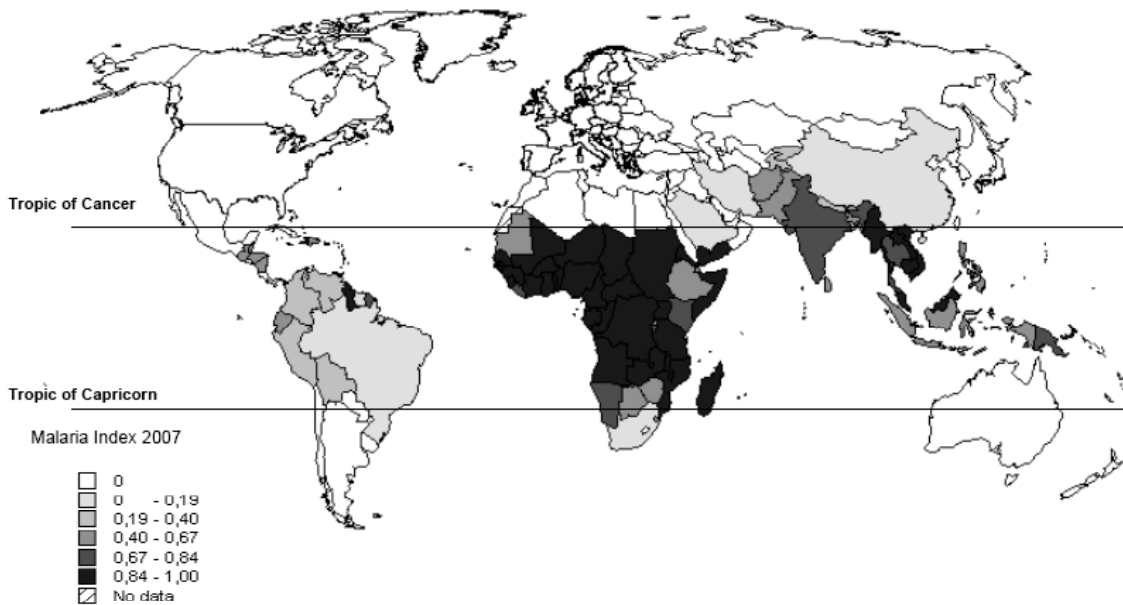 Tropic of Cancer
Tropic of Capricorn
Malaria Index 2007
0
0 - 0,19
0,19 - 0,40
0,40 - 0,67
0,67 - 0,84
0,84 - 1,00
No data